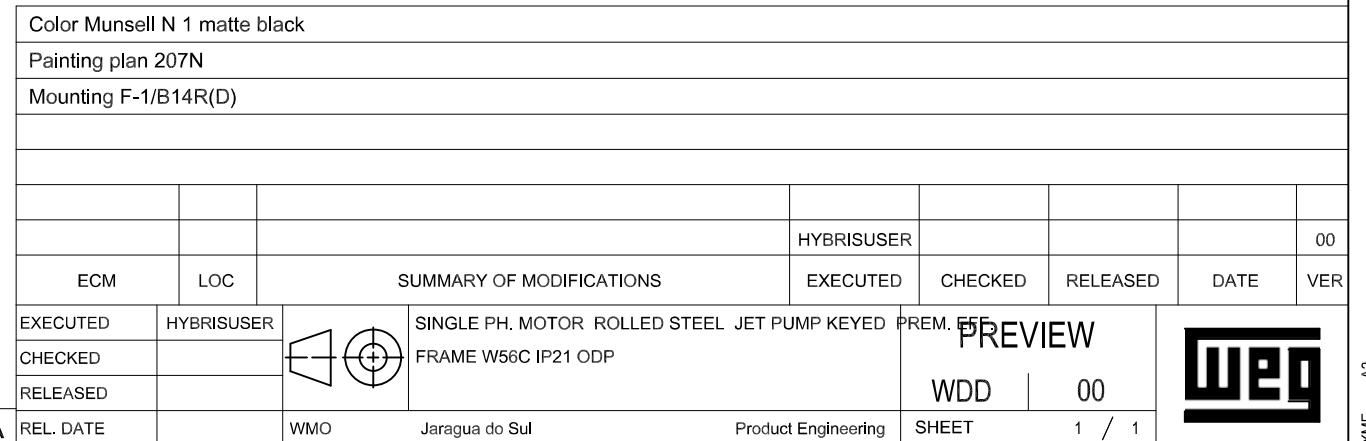 Color Munsell N 1 matte black
Painting plan 207N
Mounting F-1/B14R(D)
HYBRISUSER 00
ECM LOC SUMMARY OF MODIFICATIONS EXECUTED CHECKED RELEASED DATE VER
EXECUTED HYBRISUSER SINGLE PH. MOTOR ROLLED STEEL JET PUMP KEYED PREM. EFF. PREVIEW
CHECKED FRAME W56C IP21 ODP
RELEASED WDD 00
REL. DATE WMO Jaragua do Sul Product Engineering SHEET 1 / 1
weg